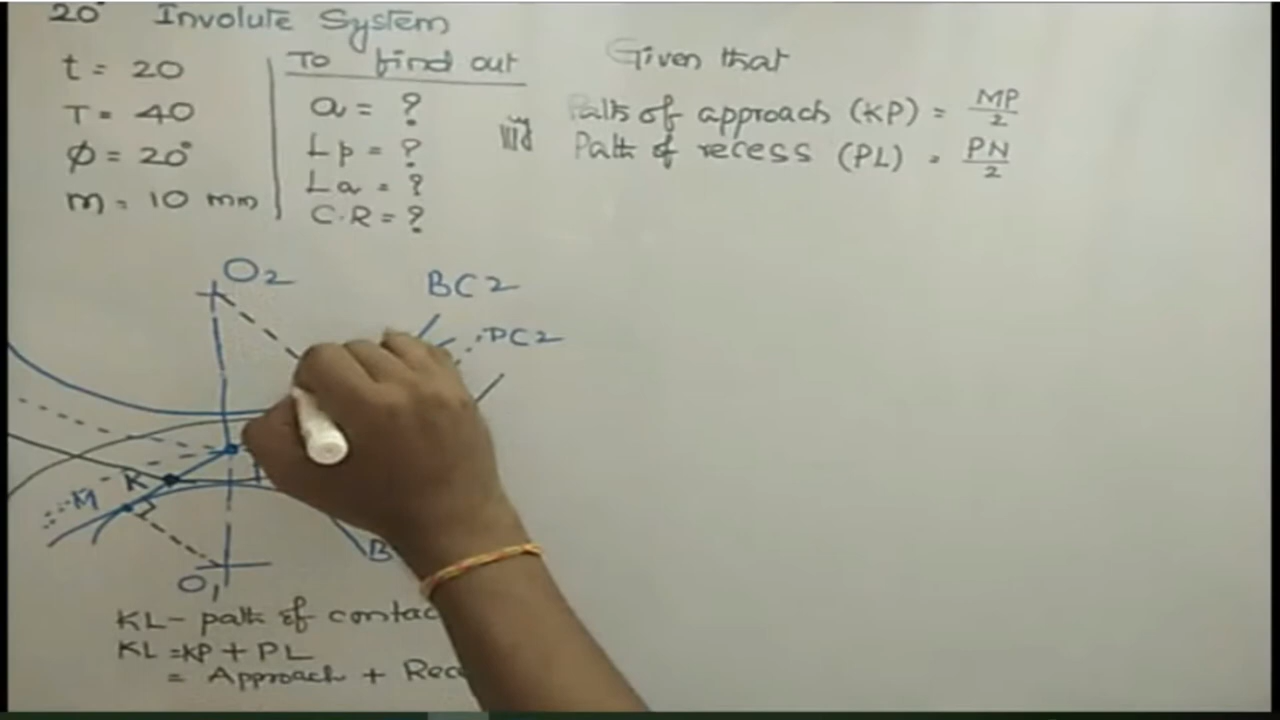 20° Involute System
t = 20
T = 40
Φ = 20°
m = 10 mm
To find out
a = ?
Lp = ?
La = ?
C.R = ?
Given that
Path of approach (KP) = MP/2
Path of recess (PL) = PN/2
O2
BC2
PC2
K
M
B
O1
KL - path of contac
KL = KP + PL
= Approach + Rec